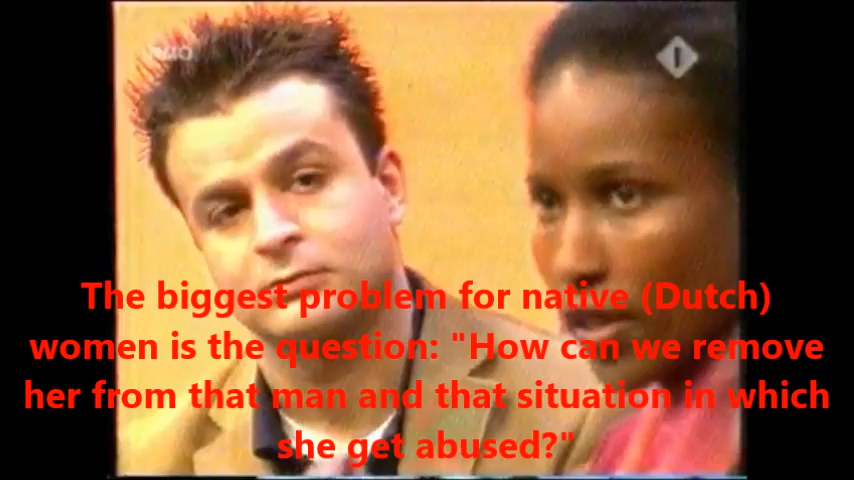 The biggest problem for native (Dutch)
women is the question: "How can we remove
her from that man and that situation in which
she get abused?"
1